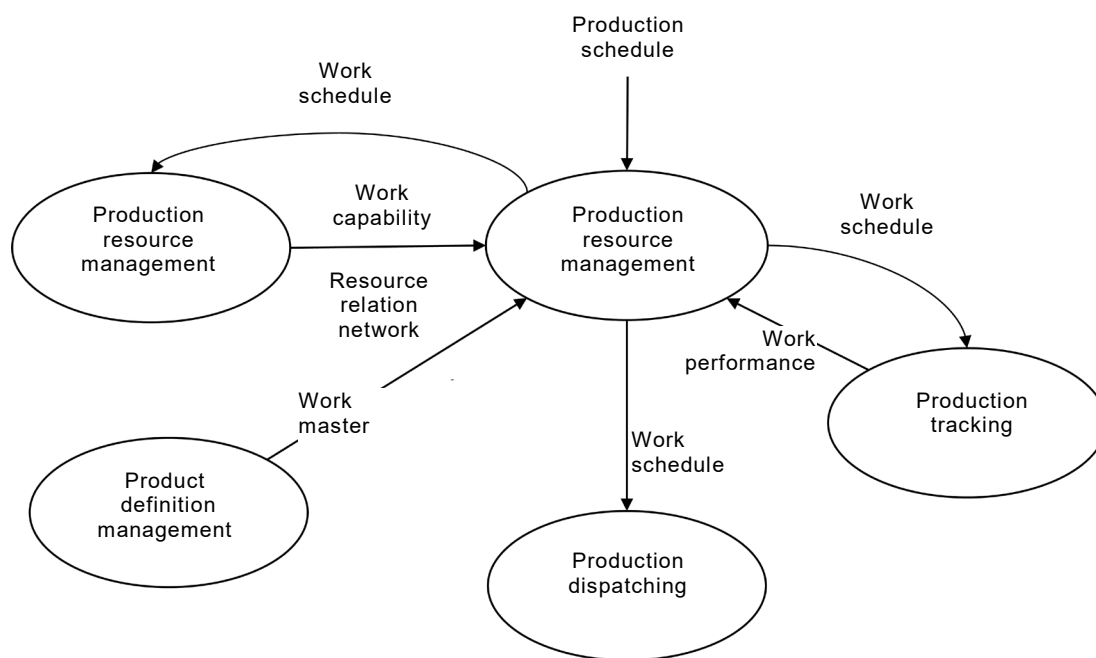 Production
schedule
Work
schedule
Work
capability
Production
resource
management
Production
resource
management
Work
schedule
Resource
relation
network
Work
performance
Work
master
Production
tracking
Work
schedule
Product
definition
management
Production
dispatching